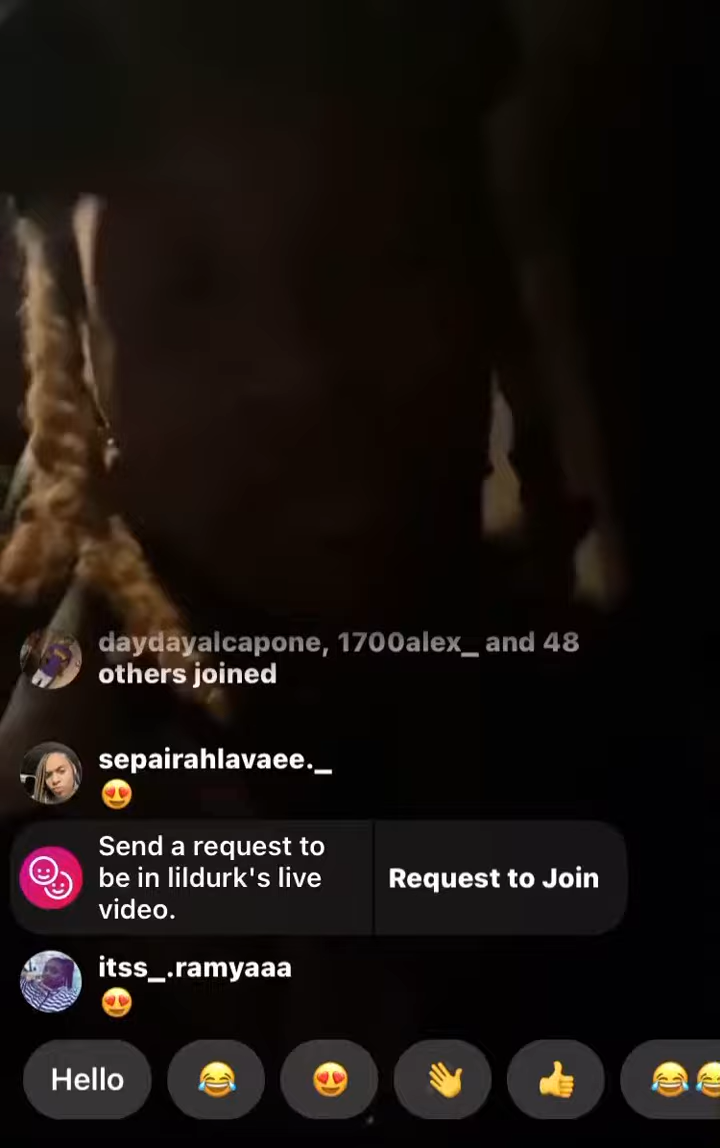 daydayalcapone, 1700alex_ and 48
others joined
sepairahlavaee._
😍
Send a request to
be in lildurk's live
video.
Request to Join
itss_.ramyaaa
😍
Hello 😂 😍 👋 👍 😂😂